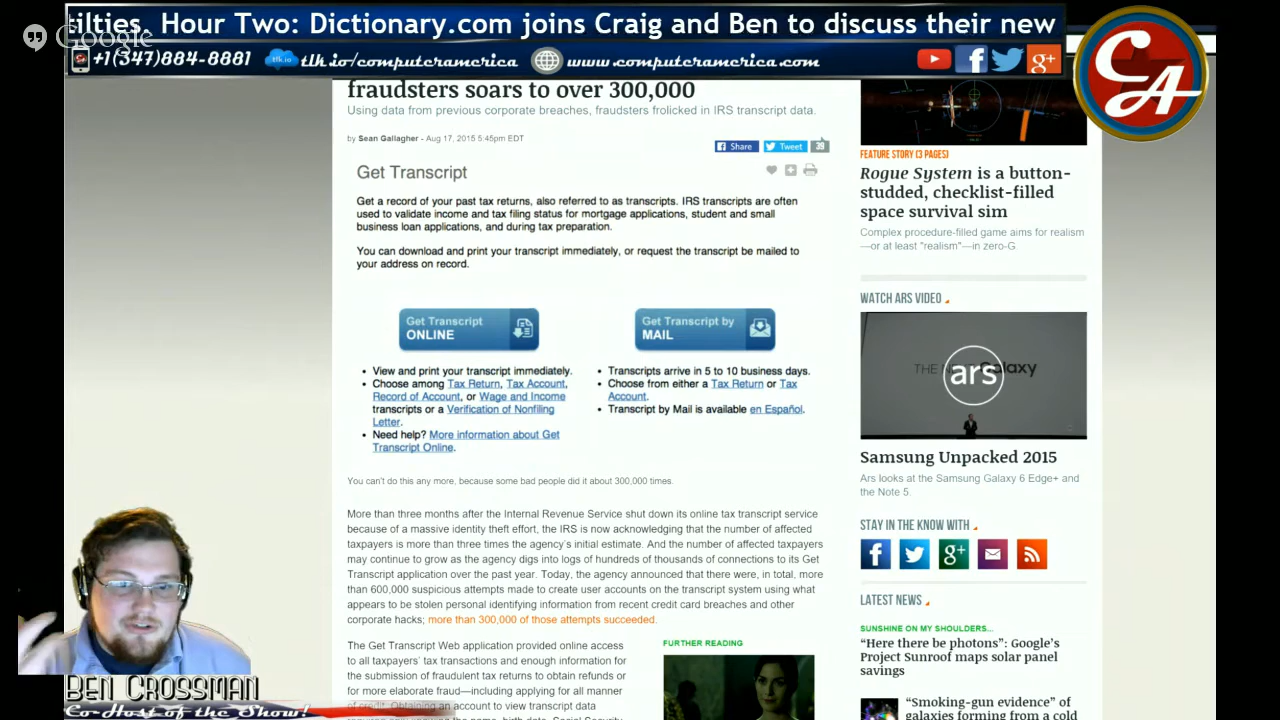 tilties, Hour Two: Dictionary.com joins Craig and Ben to discuss their new
Google
+1(347)884-8881 tlk.io tlk.io/computeramerica www.computeramerica.com
CA
fraudsters soars to over 300,000
Using data from previous corporate breaches, fraudsters frolicked in IRS transcript data.
by Sean Gallagher - Aug 17, 2015 5:45pm EDT
Share Tweet 39
Get Transcript
Get a record of your past tax returns, also referred to as transcripts. IRS transcripts are often
used to validate income and tax filing status for mortgage applications, student and small
business loan applications, and during tax preparation.
You can download and print your transcript immediately, or request the transcript be mailed to
your address on record.
Get Transcript
ONLINE
Get Transcript by
MAIL
• View and print your transcript immediately.
• Choose among Tax Return, Tax Account,
Record of Account, or Wage and Income
transcripts or a Verification of Nonfiling
Letter.
• Need help? More information about Get
Transcript Online.
• Transcripts arrive in 5 to 10 business days.
• Choose from either a Tax Return or Tax
Account.
• Transcript by Mail is available en Español.
You can't do this any more, because some bad people did it about 300,000 times.
More than three months after the Internal Revenue Service shut down its online tax transcript service
because of a massive identity theft effort, the IRS is now acknowledging that the number of affected
taxpayers is more than three times the agency's initial estimate. And the number of affected taxpayers
may continue to grow as the agency digs into logs of hundreds of thousands of connections to its Get
Transcript application over the past year. Today, the agency announced that there were, in total, more
than 600,000 suspicious attempts made to create user accounts on the transcript system using what
appears to be stolen personal identifying information from recent credit card breaches and other
corporate hacks; more than 300,000 of those attempts succeeded.
The Get Transcript Web application provided online access
to all taxpayers' tax transactions and enough information for
the submission of fraudulent tax returns to obtain refunds or
for more elaborate fraud—including applying for all manner
of credit. Obtaining an account to view transcript data
FURTHER READING
FEATURE STORY (3 PAGES)
Rogue System is a button-
studded, checklist-filled
space survival sim
Complex procedure-filled game aims for realism
—or at least "realism"—in zero-G.
WATCH ARS VIDEO
THE N Galaxy
ars
Samsung Unpacked 2015
Ars looks at the Samsung Galaxy 6 Edge+ and
the Note 5.
STAY IN THE KNOW WITH
LATEST NEWS
SUNSHINE ON MY SHOULDERS...
“Here there be photons”: Google’s
Project Sunroof maps solar panel
savings
“Smoking-gun evidence” of
galaxies forming from a cold
BEN CROSSMAN
Co-Host of the Show!